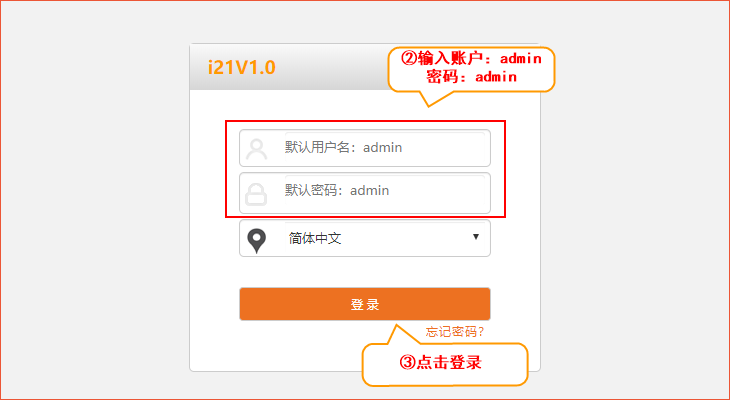 i21V1.0
②输入账户：admin
密码：admin
默认用户名：admin
默认密码：admin
简体中文
登 录
忘记密码?
③点击登录